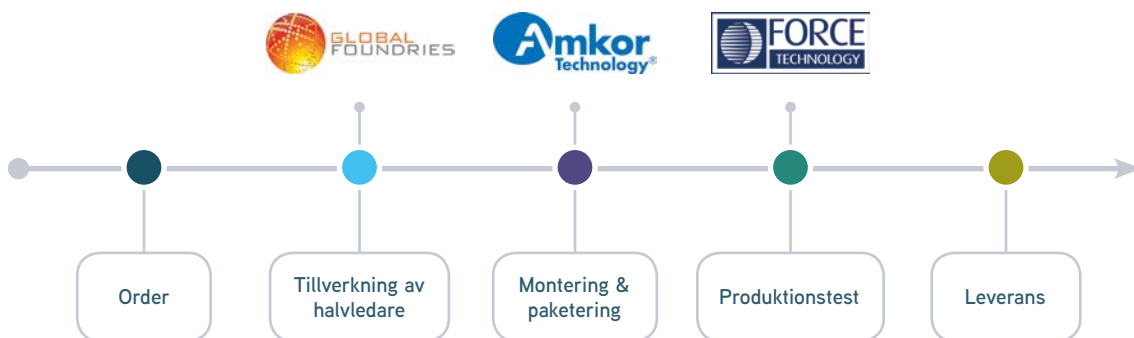 GLOBAL
FOUNDRIES
Amkor
Technology®
FORCE
TECHNOLOGY
Order
Tillverkning av
halvledare
Montering &
paketering
Produktionstest
Leverans